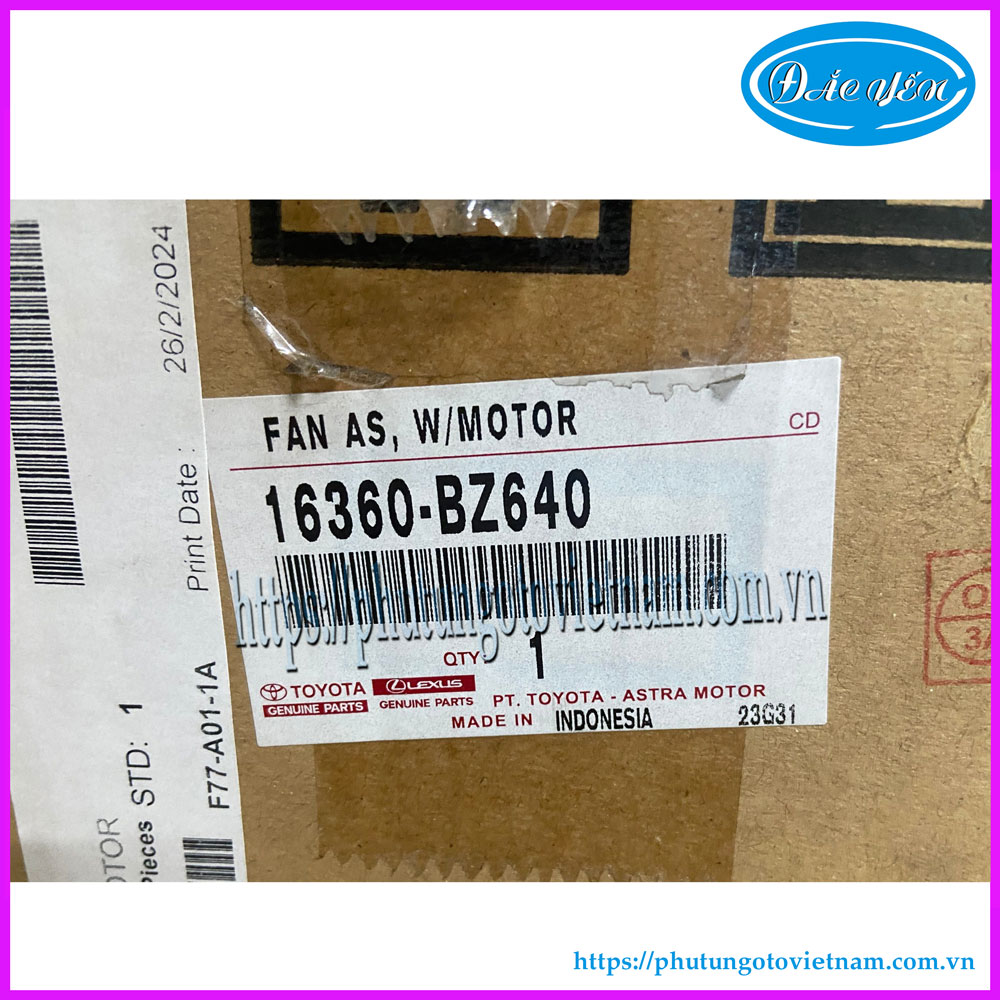 ĐẮC YẾN
26/2/2024
Print Date :
F77-A01-1A
Pieces STD: 1
FAN AS, W/MOTOR
CD
16360-BZ640
https://phutungotovietnam.com.vn
QTY 1
TOYOTA
GENUINE PARTS
LEXUS
GENUINE PARTS
PT. TOYOTA - ASTRA MOTOR
MADE IN INDONESIA 23G31
https://phutungotovietnam.com.vn